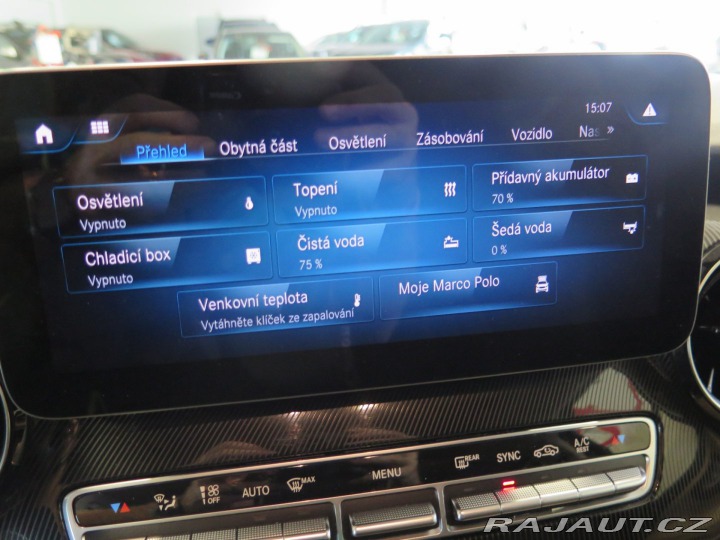 15:07
Přehled Obytná část Osvětlení Zásobování Vozidlo Nas »
Osvětlení
Vypnuto
Topení
Vypnuto
Přídavný akumulátor
70 %
Chladicí box
Vypnuto
Čistá voda
75 %
Šedá voda
0 %
Venkovní teplota
Vytáhněte klíček ze zapalování
Moje Marco Polo
1 OFF AUTO MAX MENU REAR SYNC A/C
REST
RAJAUT.CZ